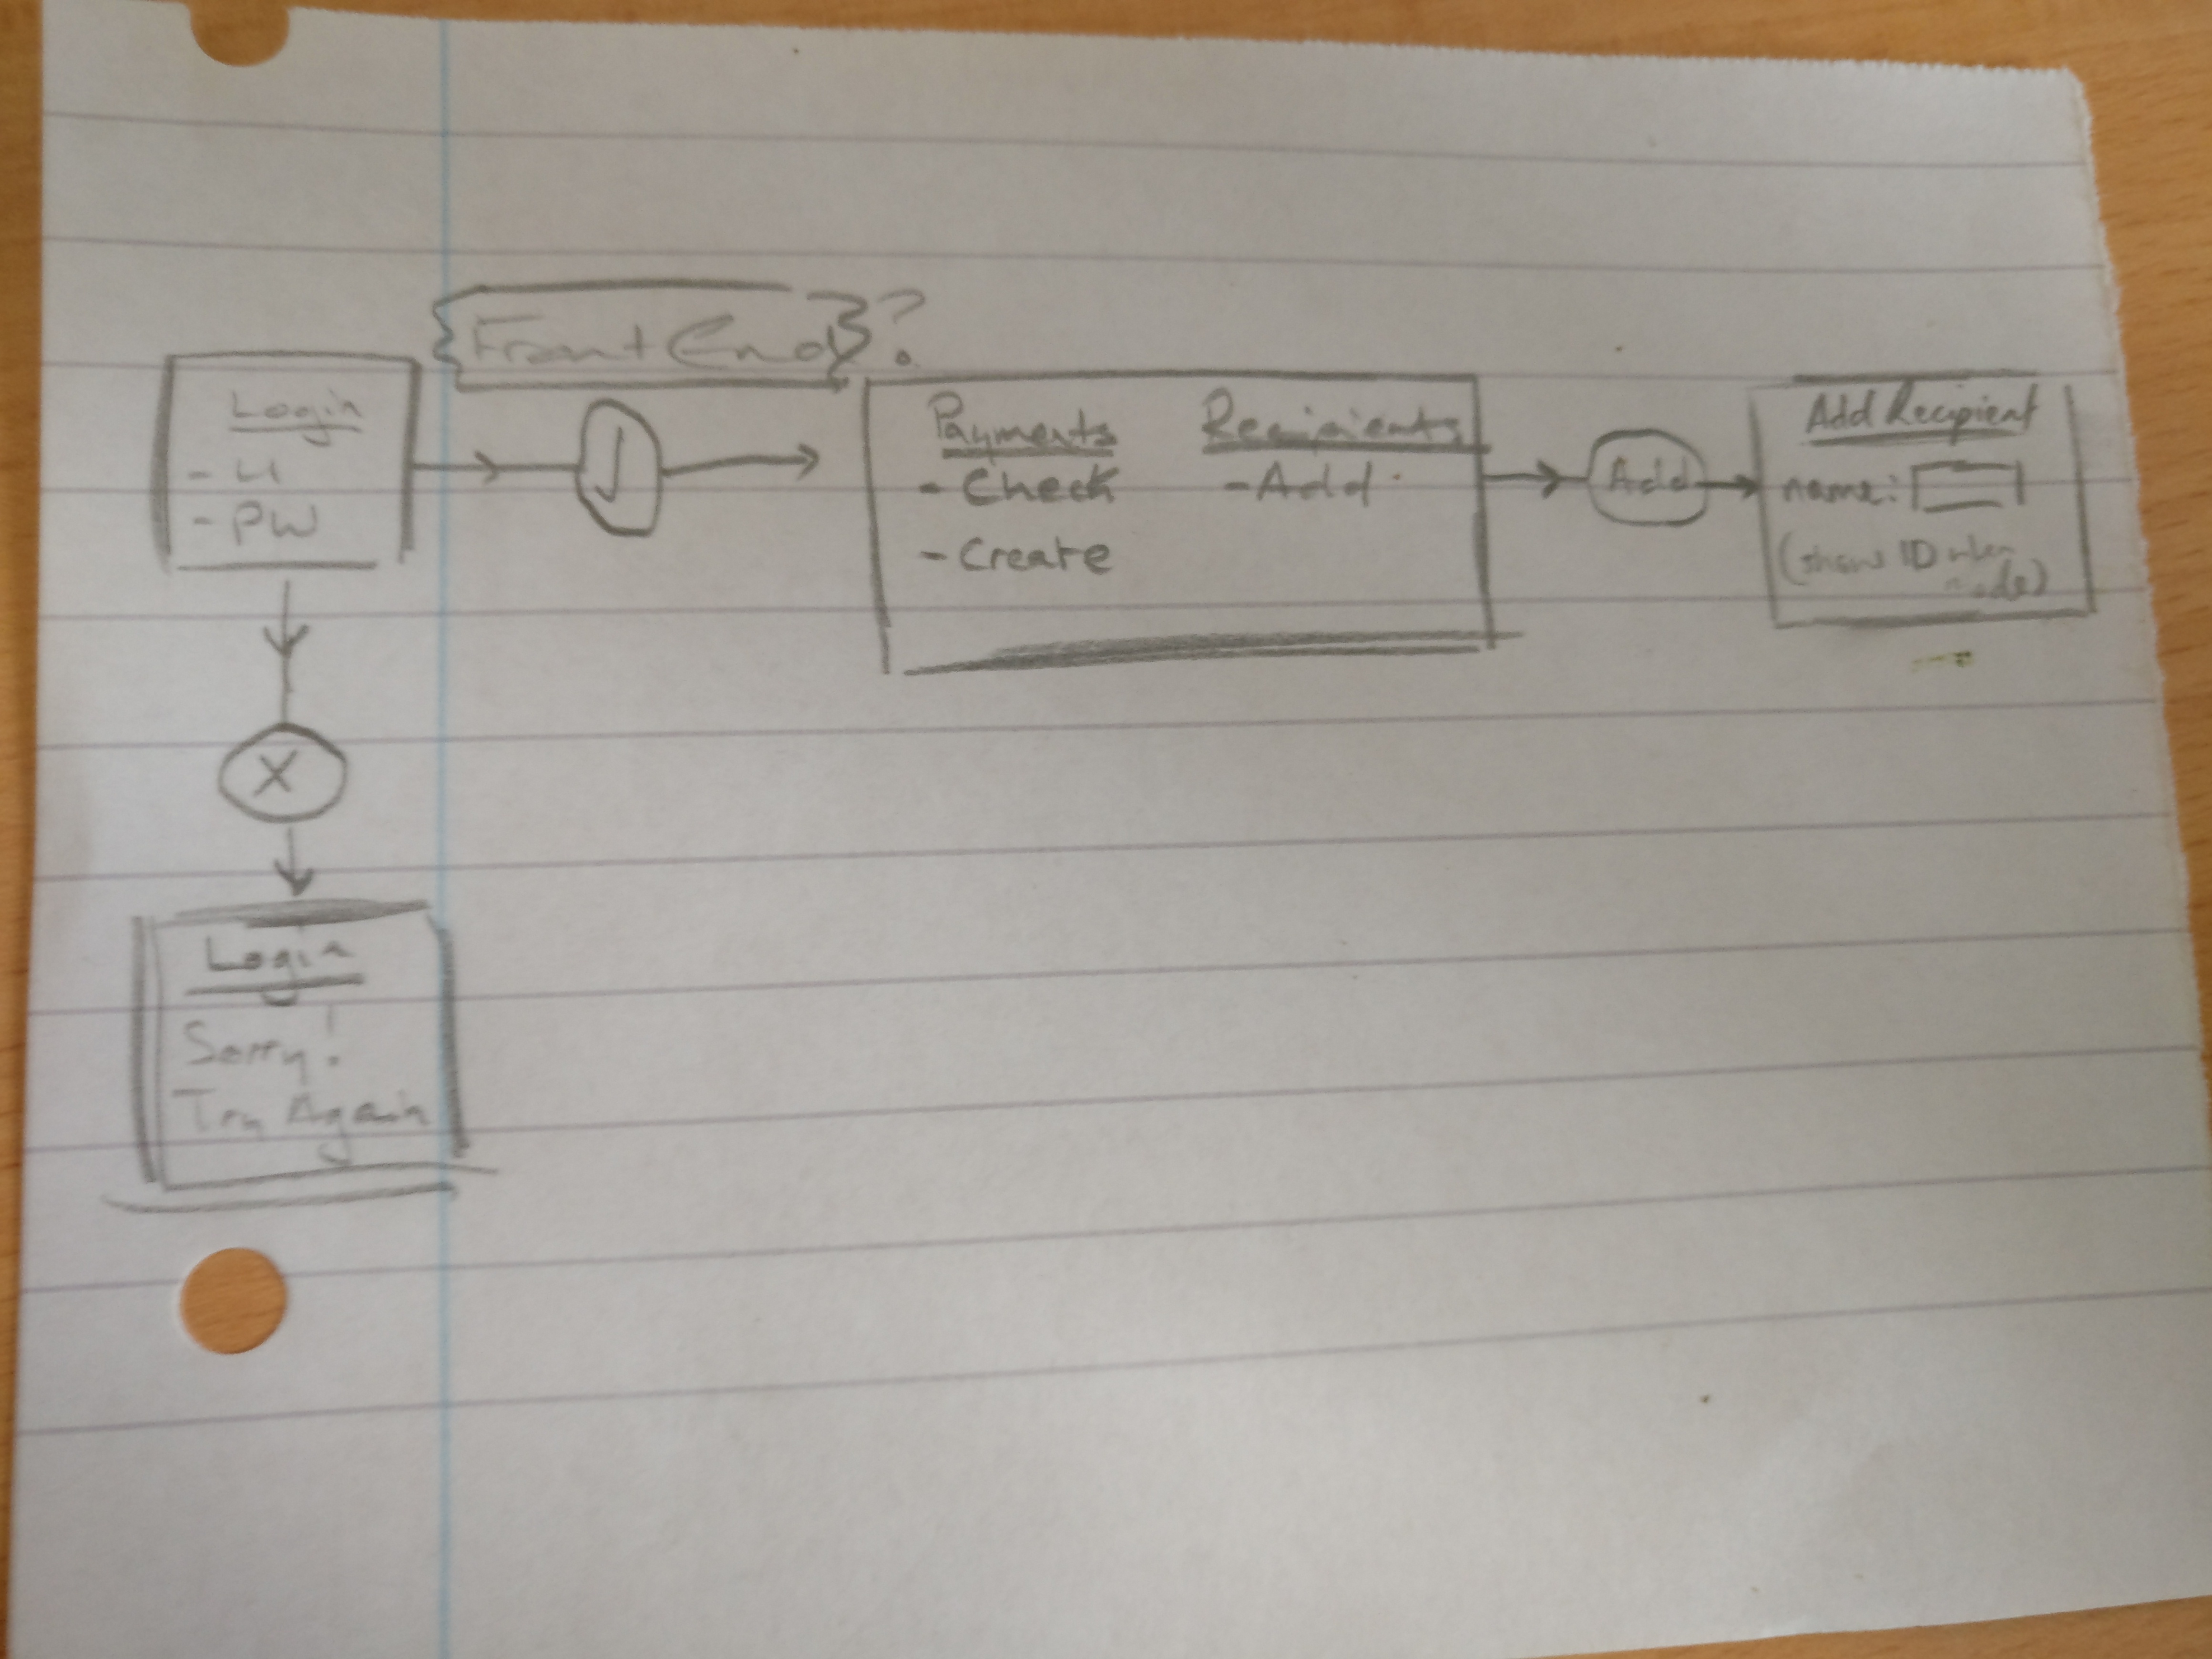 {Front End}?
Login
- U
- PW
✓
Payments
- Check
- Create
Recipients
- Add
Add
Add Recipient
name:
(show ID when made)
X
Login
Sorry!
Try Again